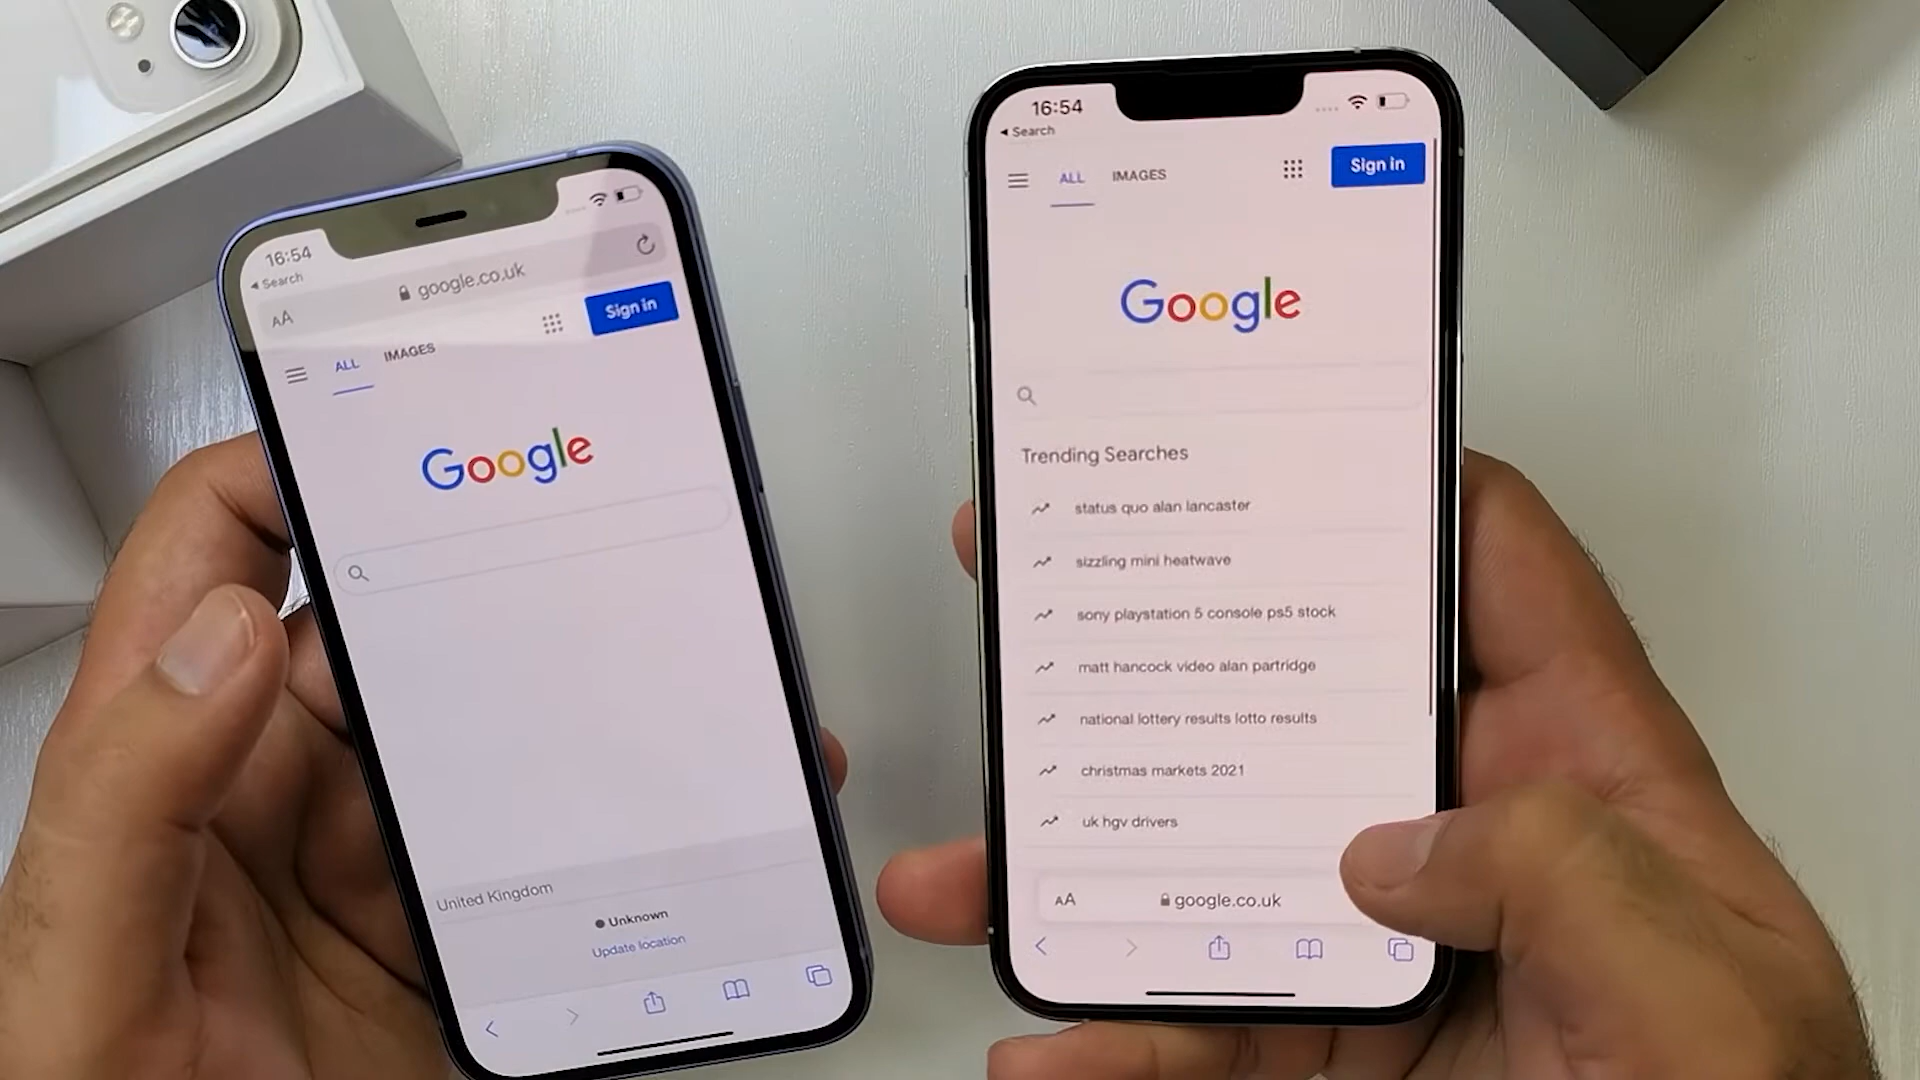 16:54
◂ Search
AA google.co.uk
Sign in
ALL IMAGES
Google
United Kingdom
Unknown
Update location
16:54
◂ Search
ALL IMAGES
Sign in
Google
Trending Searches
status quo alan lancaster
sizzling mini heatwave
sony playstation 5 console ps5 stock
matt hancock video alan partridge
national lottery results lotto results
christmas markets 2021
uk hgv drivers
AA google.co.uk